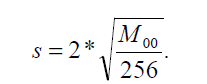 s = 2 * √(M₀₀ / 256).